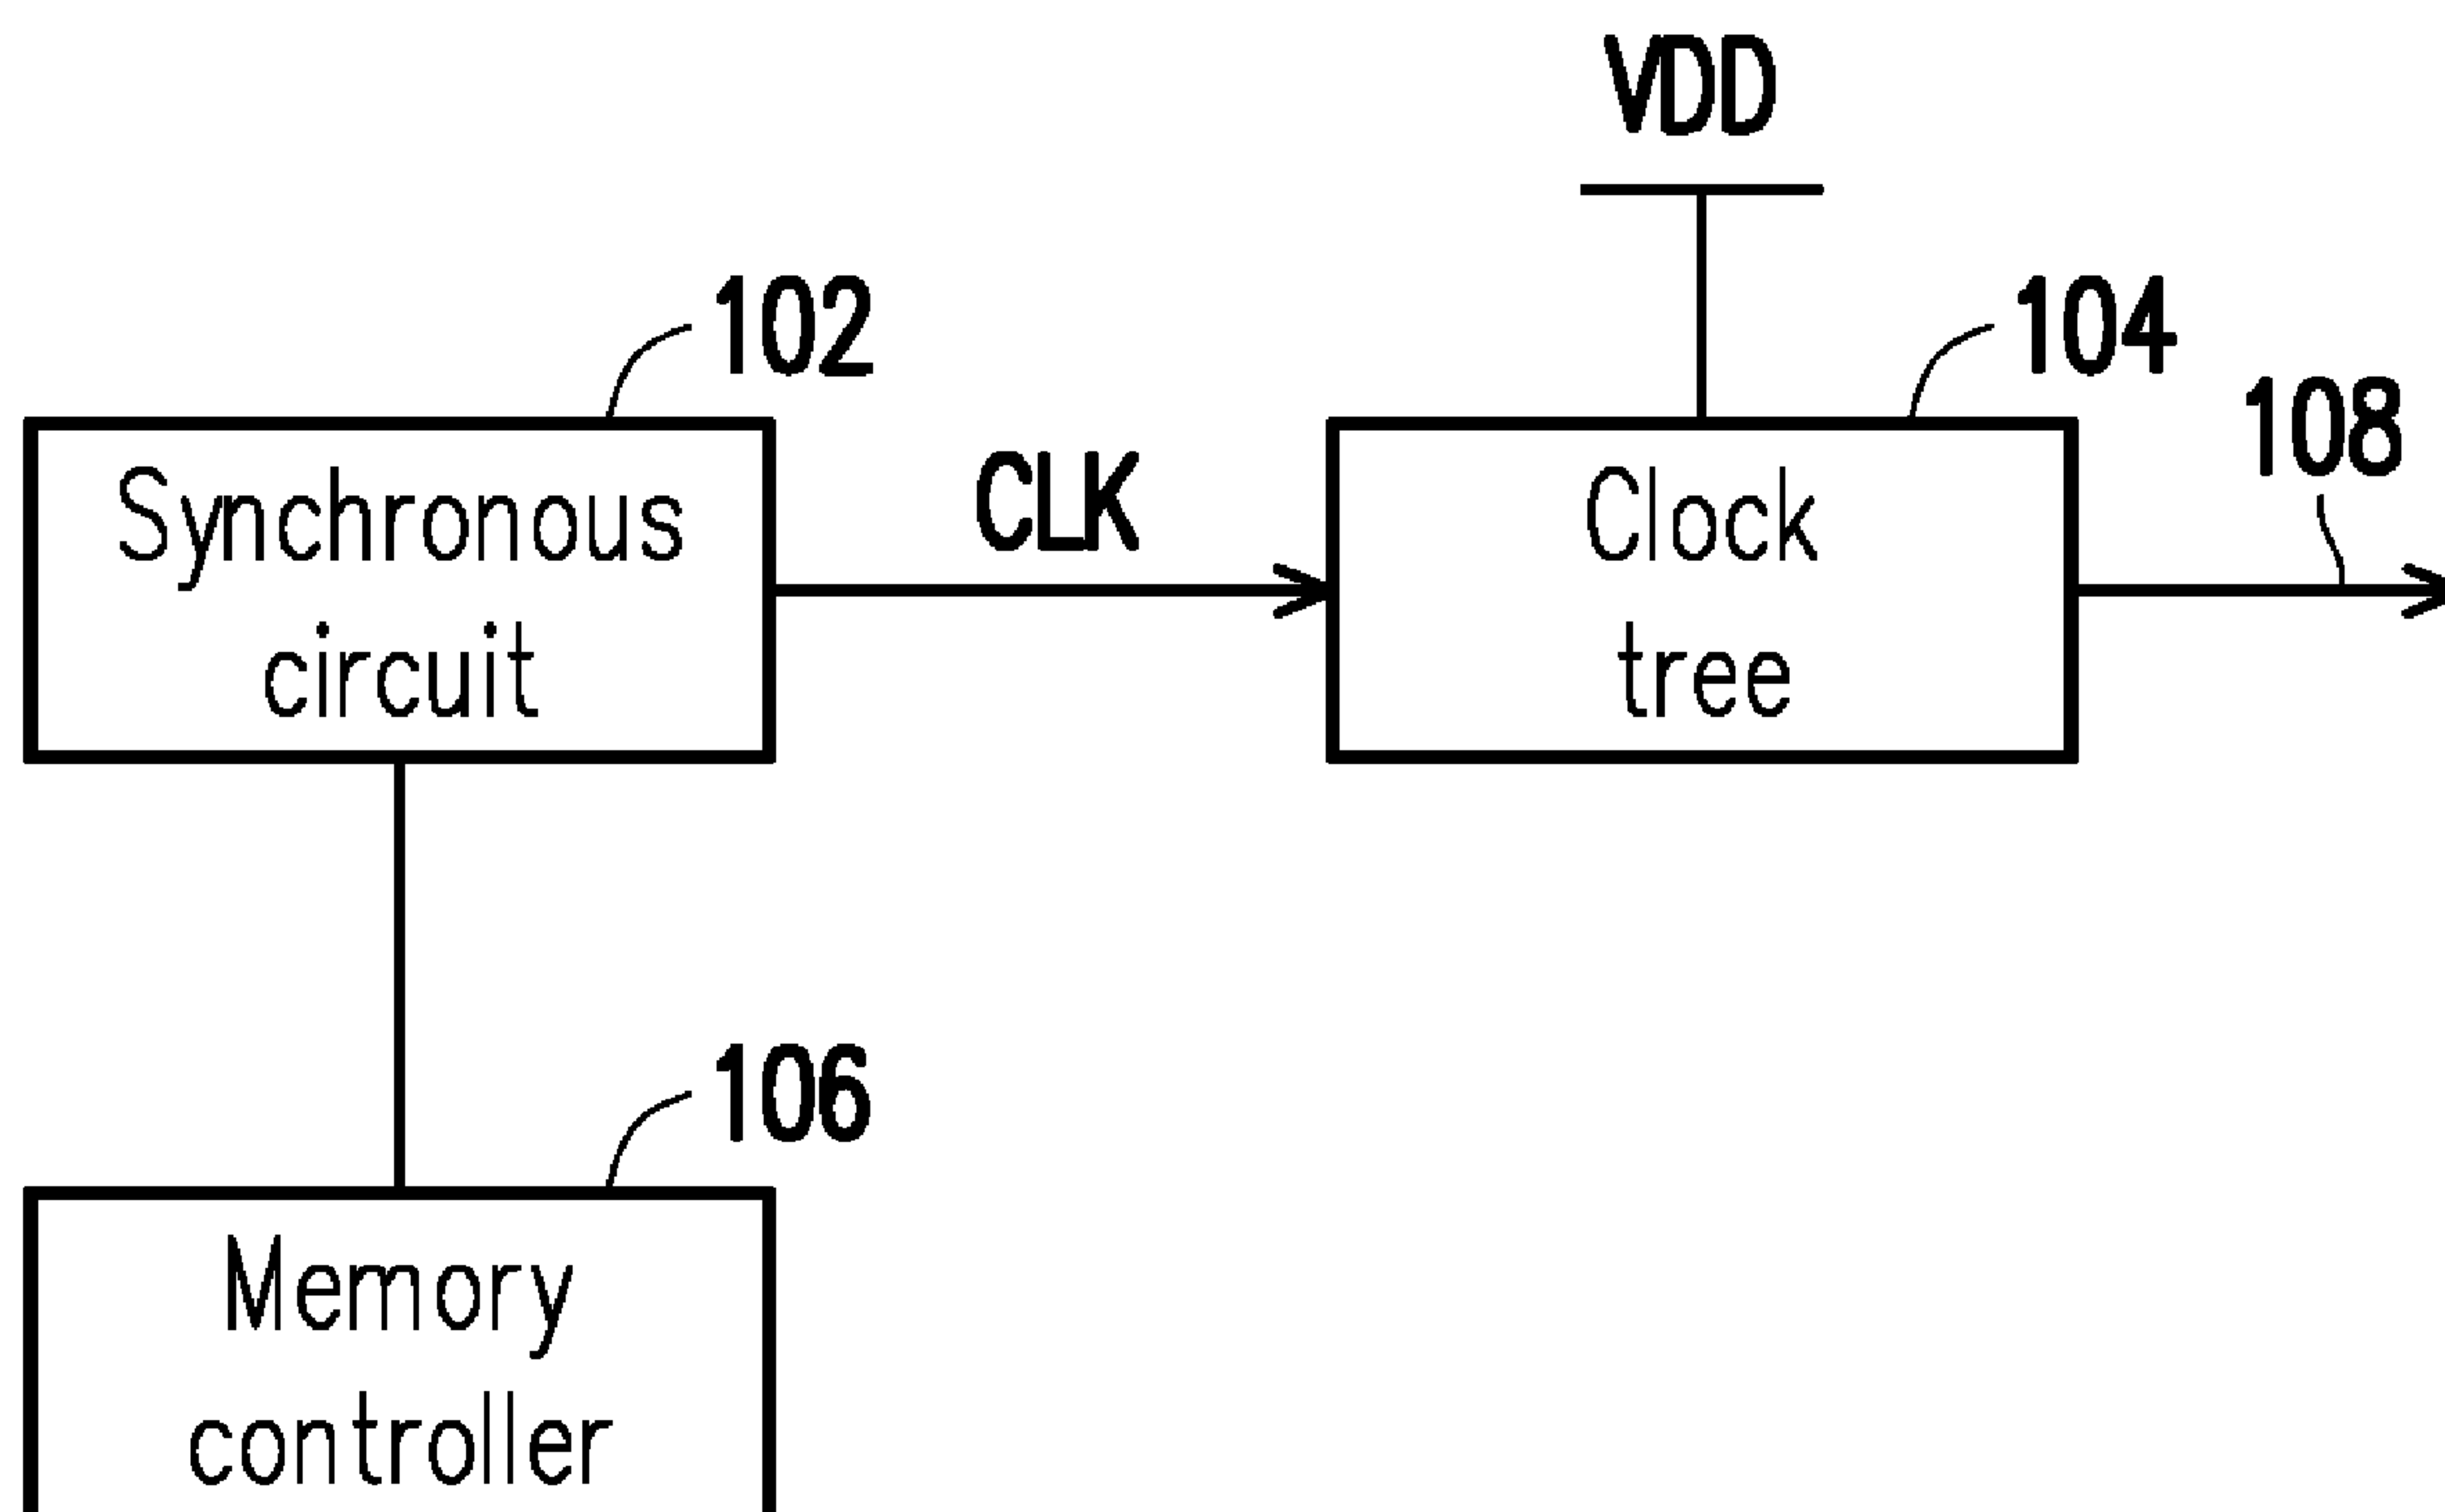 VDD
102
104
108
Synchronous
circuit
CLK
Clock
tree
106
Memory
controller